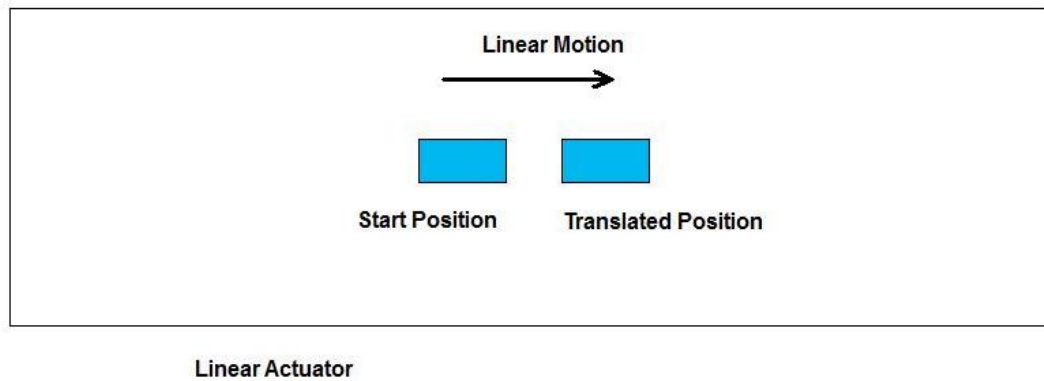 Linear Motion
Start Position
Translated Position
Linear Actuator